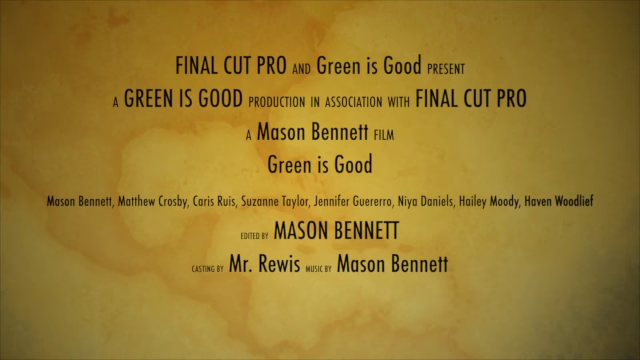 FINAL CUT PRO AND Green is Good PRESENT
A GREEN IS GOOD PRODUCTION IN ASSOCIATION WITH FINAL CUT PRO
A Mason Bennett FILM
Green is Good
Mason Bennett, Matthew Crosby, Caris Ruis, Suzanne Taylor, Jennifer Guererro, Niya Daniels, Hailey Moody, Haven Woodlief
EDITED BY MASON BENNETT
CASTING BY Mr. Rewis MUSIC BY Mason Bennett